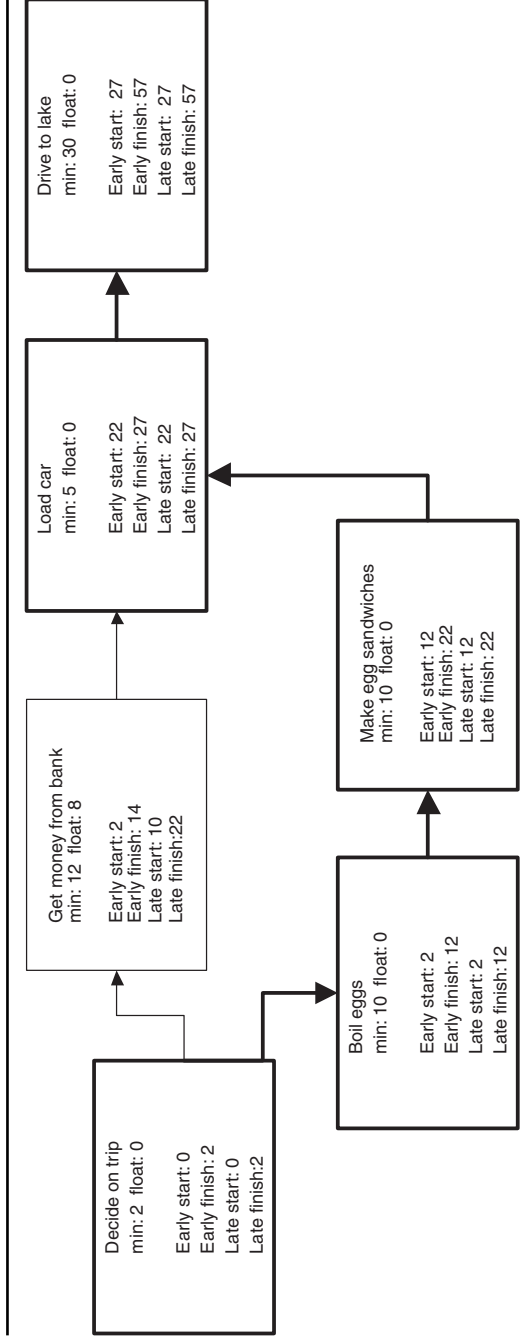 Decide on trip
min: 2 float: 0
Early start: 0
Early finish: 2
Late start: 0
Late finish:2
Get money from bank
min: 12 float: 8
Early start: 2
Early finish: 14
Late start: 10
Late finish:22
Boil eggs
min: 10 float: 0
Early start: 2
Early finish: 12
Late start: 2
Late finish:12
Make egg sandwiches
min: 10 float: 0
Early start: 12
Early finish: 22
Late start: 12
Late finish: 22
Load car
min: 5 float: 0
Early start: 22
Early finish: 27
Late start: 22
Late finish: 27
Drive to lake
min: 30 float: 0
Early start: 27
Early finish: 57
Late start: 27
Late finish: 57